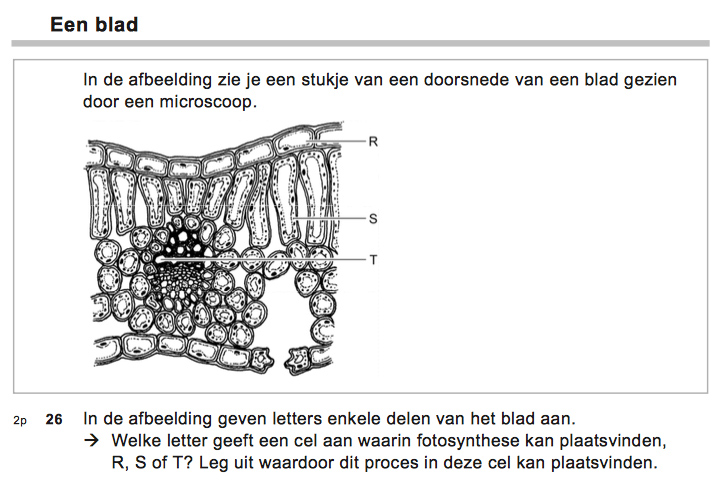 Een blad
In de afbeelding zie je een stukje van een doorsnede van een blad gezien
door een microscoop.
R
S
T
2p 26 In de afbeelding geven letters enkele delen van het blad aan.
→ Welke letter geeft een cel aan waarin fotosynthese kan plaatsvinden,
R, S of T? Leg uit waardoor dit proces in deze cel kan plaatsvinden.